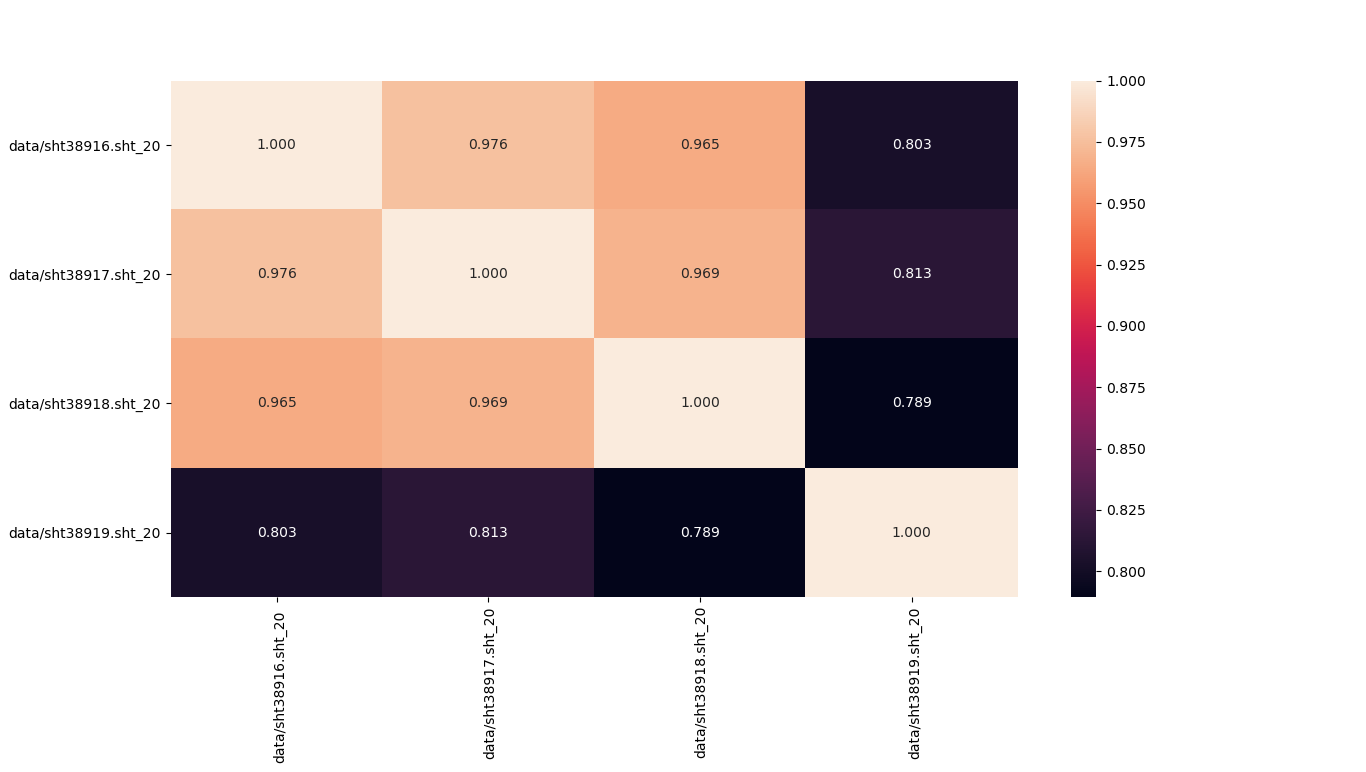 data/sht38916.sht_20 1.000 0.976 0.965 0.803
data/sht38917.sht_20 0.976 1.000 0.969 0.813
data/sht38918.sht_20 0.965 0.969 1.000 0.789
data/sht38919.sht_20 0.803 0.813 0.789 1.000
data/sht38916.sht_20
data/sht38917.sht_20
data/sht38918.sht_20
data/sht38919.sht_20
1.000
0.975
0.950
0.925
0.900
0.875
0.850
0.825
0.800